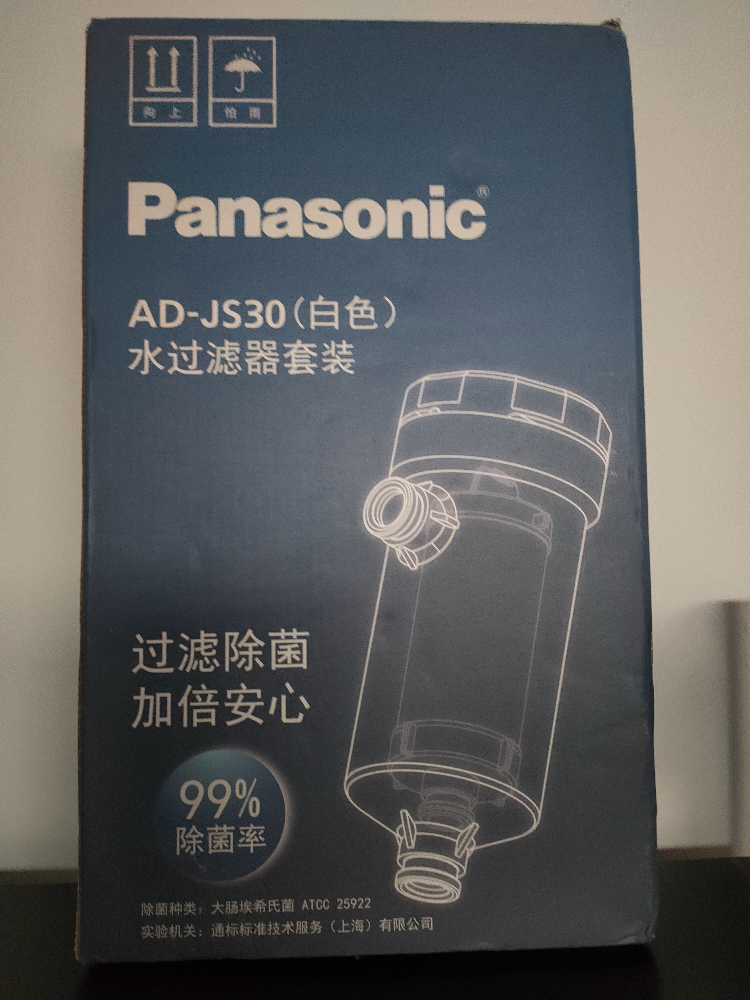 向上 怕雨
Panasonic®
AD-JS30(白色)
水过滤器套装
过滤除菌
加倍安心
99%
除菌率
除菌种类：大肠埃希氏菌 ATCC 25922
实验机关：通标标准技术服务（上海）有限公司